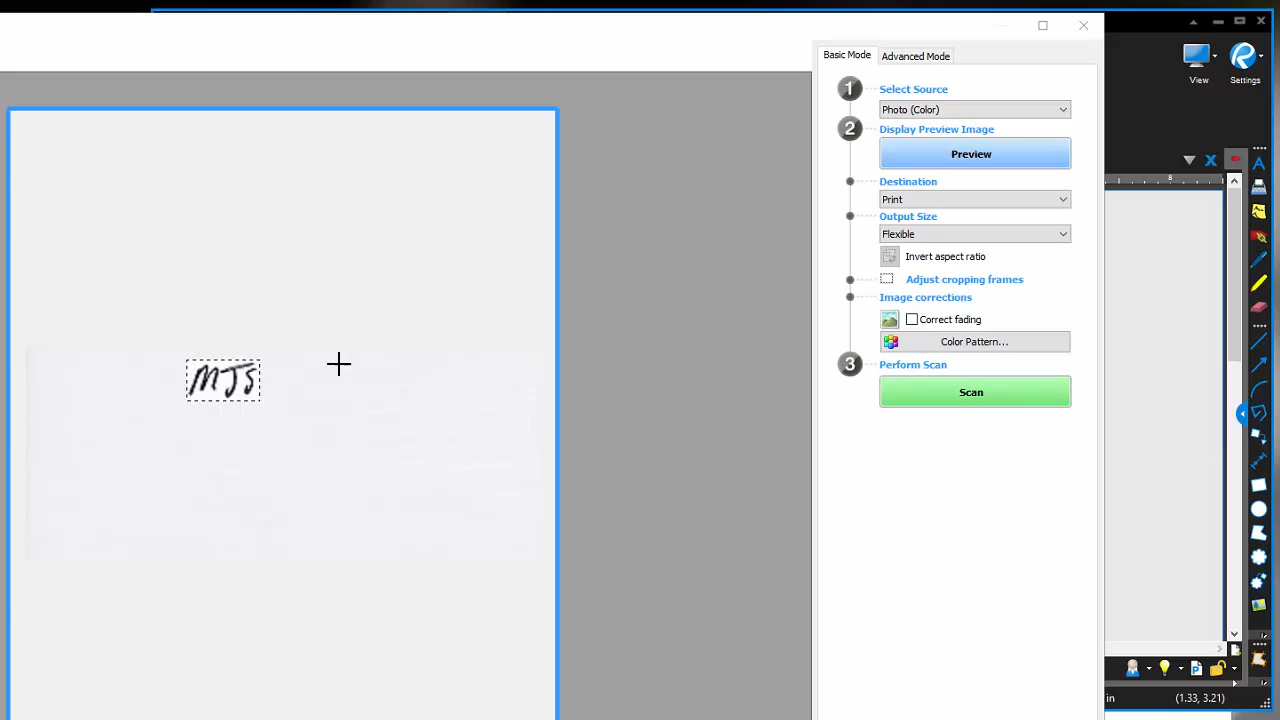 View
Settings
Basic Mode
Advanced Mode
1
Select Source
Photo (Color)
2
Display Preview Image
Preview
Destination
Print
Output Size
Flexible
Invert aspect ratio
Adjust cropping frames
Image corrections
Correct fading
Color Pattern...
3
Perform Scan
Scan
MJS
8
A
P
in
(1.33, 3.21)